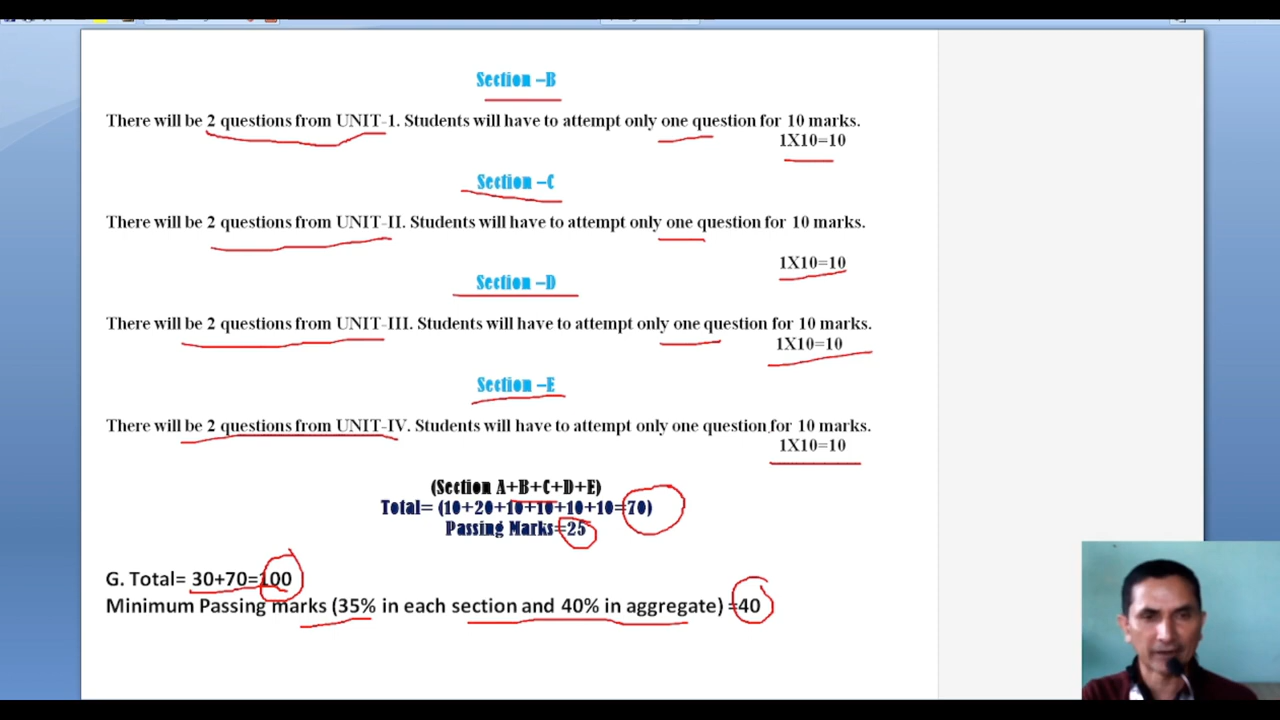 Section –B
There will be 2 questions from UNIT-1. Students will have to attempt only one question for 10 marks.
1X10=10
Section –C
There will be 2 questions from UNIT-II. Students will have to attempt only one question for 10 marks.
1X10=10
Section –D
There will be 2 questions from UNIT-III. Students will have to attempt only one question for 10 marks.
1X10=10
Section –E
There will be 2 questions from UNIT-IV. Students will have to attempt only one question for 10 marks.
1X10=10
(Section A+B+C+D+E)
Total= (10+20+10+10+10+10=70)
Passing Marks=25
G. Total= 30+70=100
Minimum Passing marks (35% in each section and 40% in aggregate) =40